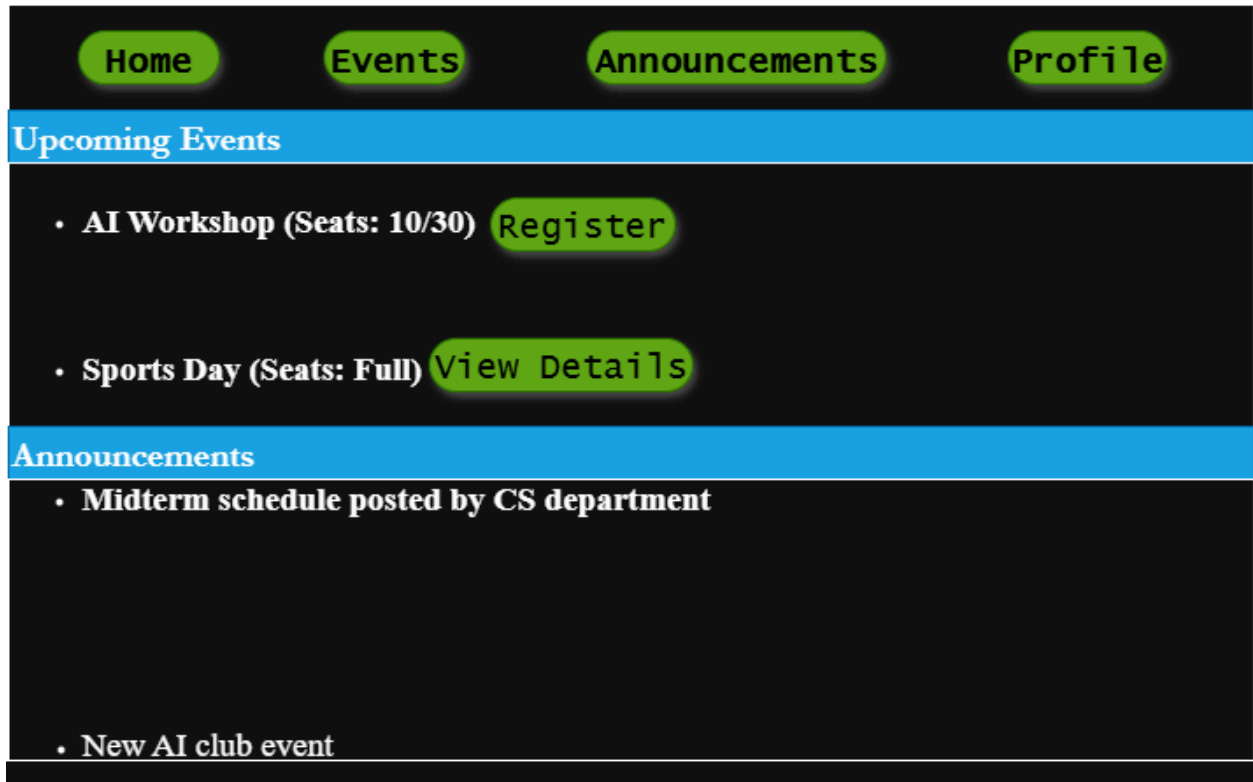 Home Events Announcements Profile
Upcoming Events
• AI Workshop (Seats: 10/30) Register
• Sports Day (Seats: Full) View Details
Announcements
• Midterm schedule posted by CS department
• New AI club event